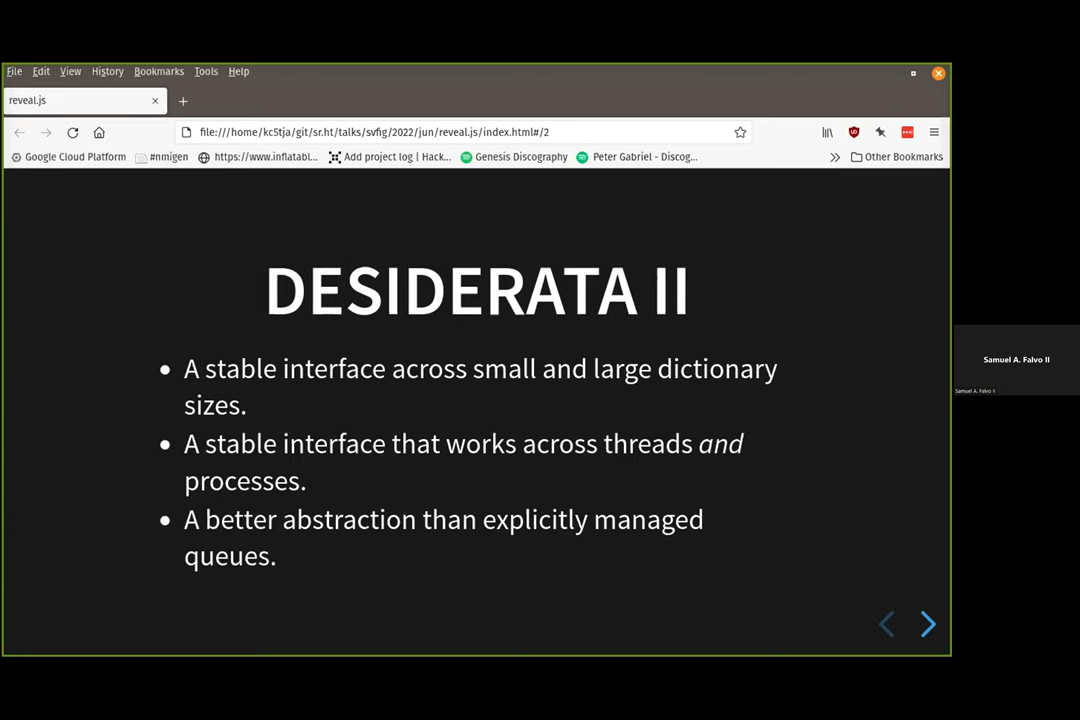 File Edit View History Bookmarks Tools Help
reveal.js
file:///home/kc5tja/git/sr.ht/talks/svfig/2022/jun/reveal.js/index.html#/2
Google Cloud Platform #nmigen https://www.inflatabl... Add project log | Hack... Genesis Discography Peter Gabriel - Discog... Other Bookmarks
DESIDERATA II
• A stable interface across small and large dictionary
sizes.
• A stable interface that works across threads and
processes.
• A better abstraction than explicitly managed
queues.
Samuel A. Falvo II
Samuel A. Falvo II